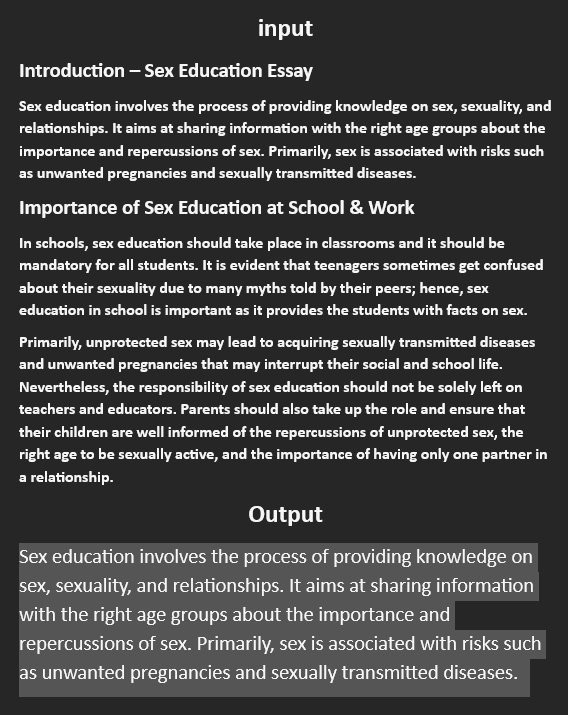 input
Introduction – Sex Education Essay
Sex education involves the process of providing knowledge on sex, sexuality, and
relationships. It aims at sharing information with the right age groups about the
importance and repercussions of sex. Primarily, sex is associated with risks such
as unwanted pregnancies and sexually transmitted diseases.
Importance of Sex Education at School & Work
In schools, sex education should take place in classrooms and it should be
mandatory for all students. It is evident that teenagers sometimes get confused
about their sexuality due to many myths told by their peers; hence, sex
education in school is important as it provides the students with facts on sex.
Primarily, unprotected sex may lead to acquiring sexually transmitted diseases
and unwanted pregnancies that may interrupt their social and school life.
Nevertheless, the responsibility of sex education should not be solely left on
teachers and educators. Parents should also take up the role and ensure that
their children are well informed of the repercussions of unprotected sex, the
right age to be sexually active, and the importance of having only one partner in
a relationship.
Output
Sex education involves the process of providing knowledge on
sex, sexuality, and relationships. It aims at sharing information
with the right age groups about the importance and
repercussions of sex. Primarily, sex is associated with risks such
as unwanted pregnancies and sexually transmitted diseases.